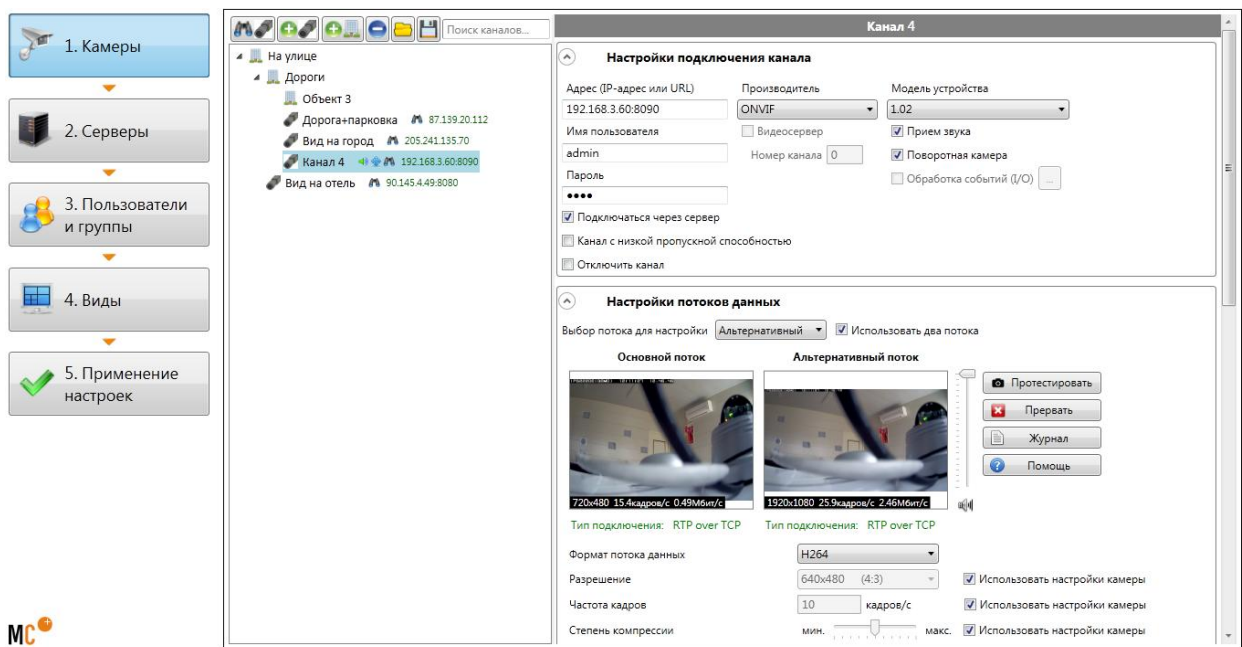 1. Камеры
2. Серверы
3. Пользователи
и группы
4. Виды
5. Применение
настроек
MC
Поиск каналов...
На улице
Дороги
Объект 3
Дорога+парковка 87.139.20.112
Вид на город 205.241.135.70
Канал 4 192.168.3.60:8090
Вид на отель 90.145.4.49:8080
Канал 4
Настройки подключения канала
Адрес (IP-адрес или URL) Производитель Модель устройства
192.168.3.60:8090 ONVIF 1.02
Имя пользователя Видеосервер Прием звука
admin Номер канала 0 Поворотная камера
Пароль Обработка событий (I/O) ...
••••
Подключаться через сервер
Канал с низкой пропускной способностью
Отключить канал
Настройки потоков данных
Выбор потока для настройки Альтернативный Использовать два потока
Основной поток Альтернативный поток
Протестировать
Прервать
Журнал
Помощь
720x480 15.4кадров/с 0.49Мбит/с 1920x1080 25.9кадров/с 2.46Мбит/с
Тип подключения: RTP over TCP Тип подключения: RTP over TCP
Формат потока данных H264
Разрешение 640x480 (4:3) Использовать настройки камеры
Частота кадров 10 кадров/с Использовать настройки камеры
Степень компрессии мин. макс. Использовать настройки камеры